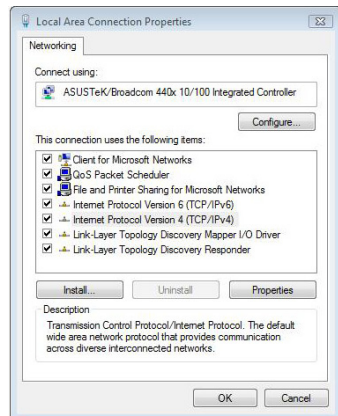 Local Area Connection Properties
Networking
Connect using:
ASUSTeK/Broadcom 440x 10/100 Integrated Controller
Configure...
This connection uses the following items:
Client for Microsoft Networks
QoS Packet Scheduler
File and Printer Sharing for Microsoft Networks
Internet Protocol Version 6 (TCP/IPv6)
Internet Protocol Version 4 (TCP/IPv4)
Link-Layer Topology Discovery Mapper I/O Driver
Link-Layer Topology Discovery Responder
Install... Uninstall Properties
Description
Transmission Control Protocol/Internet Protocol. The default
wide area network protocol that provides communication
across diverse interconnected networks.
OK Cancel